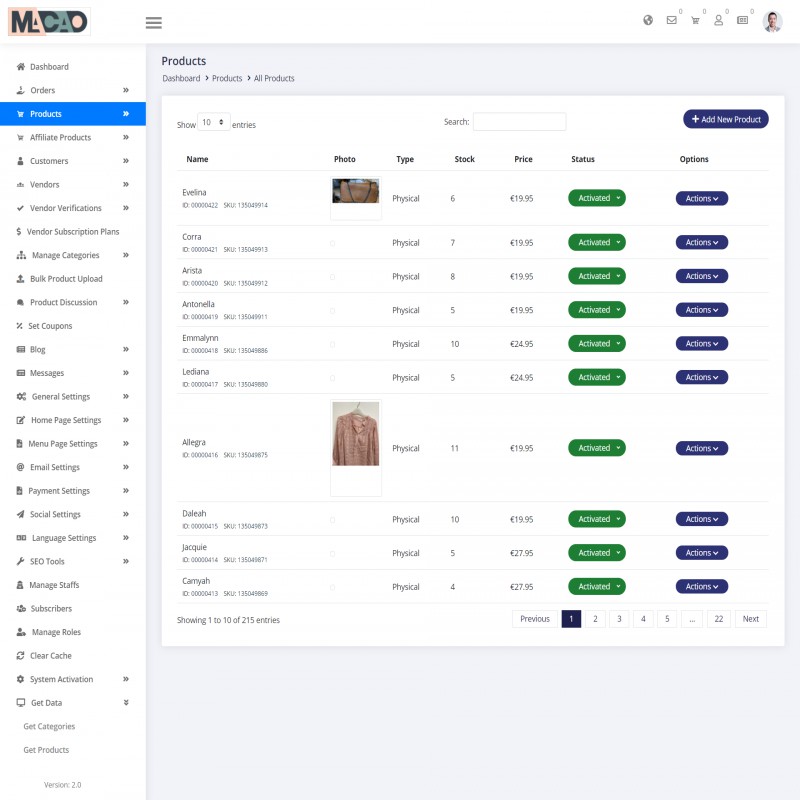 MACAO
0 0 0 0
Dashboard
Orders
Products
Affiliate Products
Customers
Vendors
Vendor Verifications
Vendor Subscription Plans
Manage Categories
Bulk Product Upload
Product Discussion
Set Coupons
Blog
Messages
General Settings
Home Page Settings
Menu Page Settings
Email Settings
Payment Settings
Social Settings
Language Settings
SEO Tools
Manage Staffs
Subscribers
Manage Roles
Clear Cache
System Activation
Get Data
Get Categories
Get Products
Version: 2.0
Products
Dashboard Products All Products
Show 10 entries Search: Add New Product
Name Photo Type Stock Price Status Options
Evelina
ID: 00000422 SKU: 135049914 Physical 6 €19.95 Activated Actions
Corra
ID: 00000421 SKU: 135049913 Physical 7 €19.95 Activated Actions
Arista
ID: 00000420 SKU: 135049912 Physical 8 €19.95 Activated Actions
Antonella
ID: 00000419 SKU: 135049911 Physical 5 €19.95 Activated Actions
Emmalynn
ID: 00000418 SKU: 135049886 Physical 10 €24.95 Activated Actions
Lediana
ID: 00000417 SKU: 135049880 Physical 5 €24.95 Activated Actions
Allegra
ID: 00000416 SKU: 135049875 Physical 11 €19.95 Activated Actions
Daleah
ID: 00000415 SKU: 135049873 Physical 10 €19.95 Activated Actions
Jacquie
ID: 00000414 SKU: 135049871 Physical 5 €27.95 Activated Actions
Camyah
ID: 00000413 SKU: 135049869 Physical 4 €27.95 Activated Actions
Showing 1 to 10 of 215 entries Previous 1 2 3 4 5 ... 22 Next